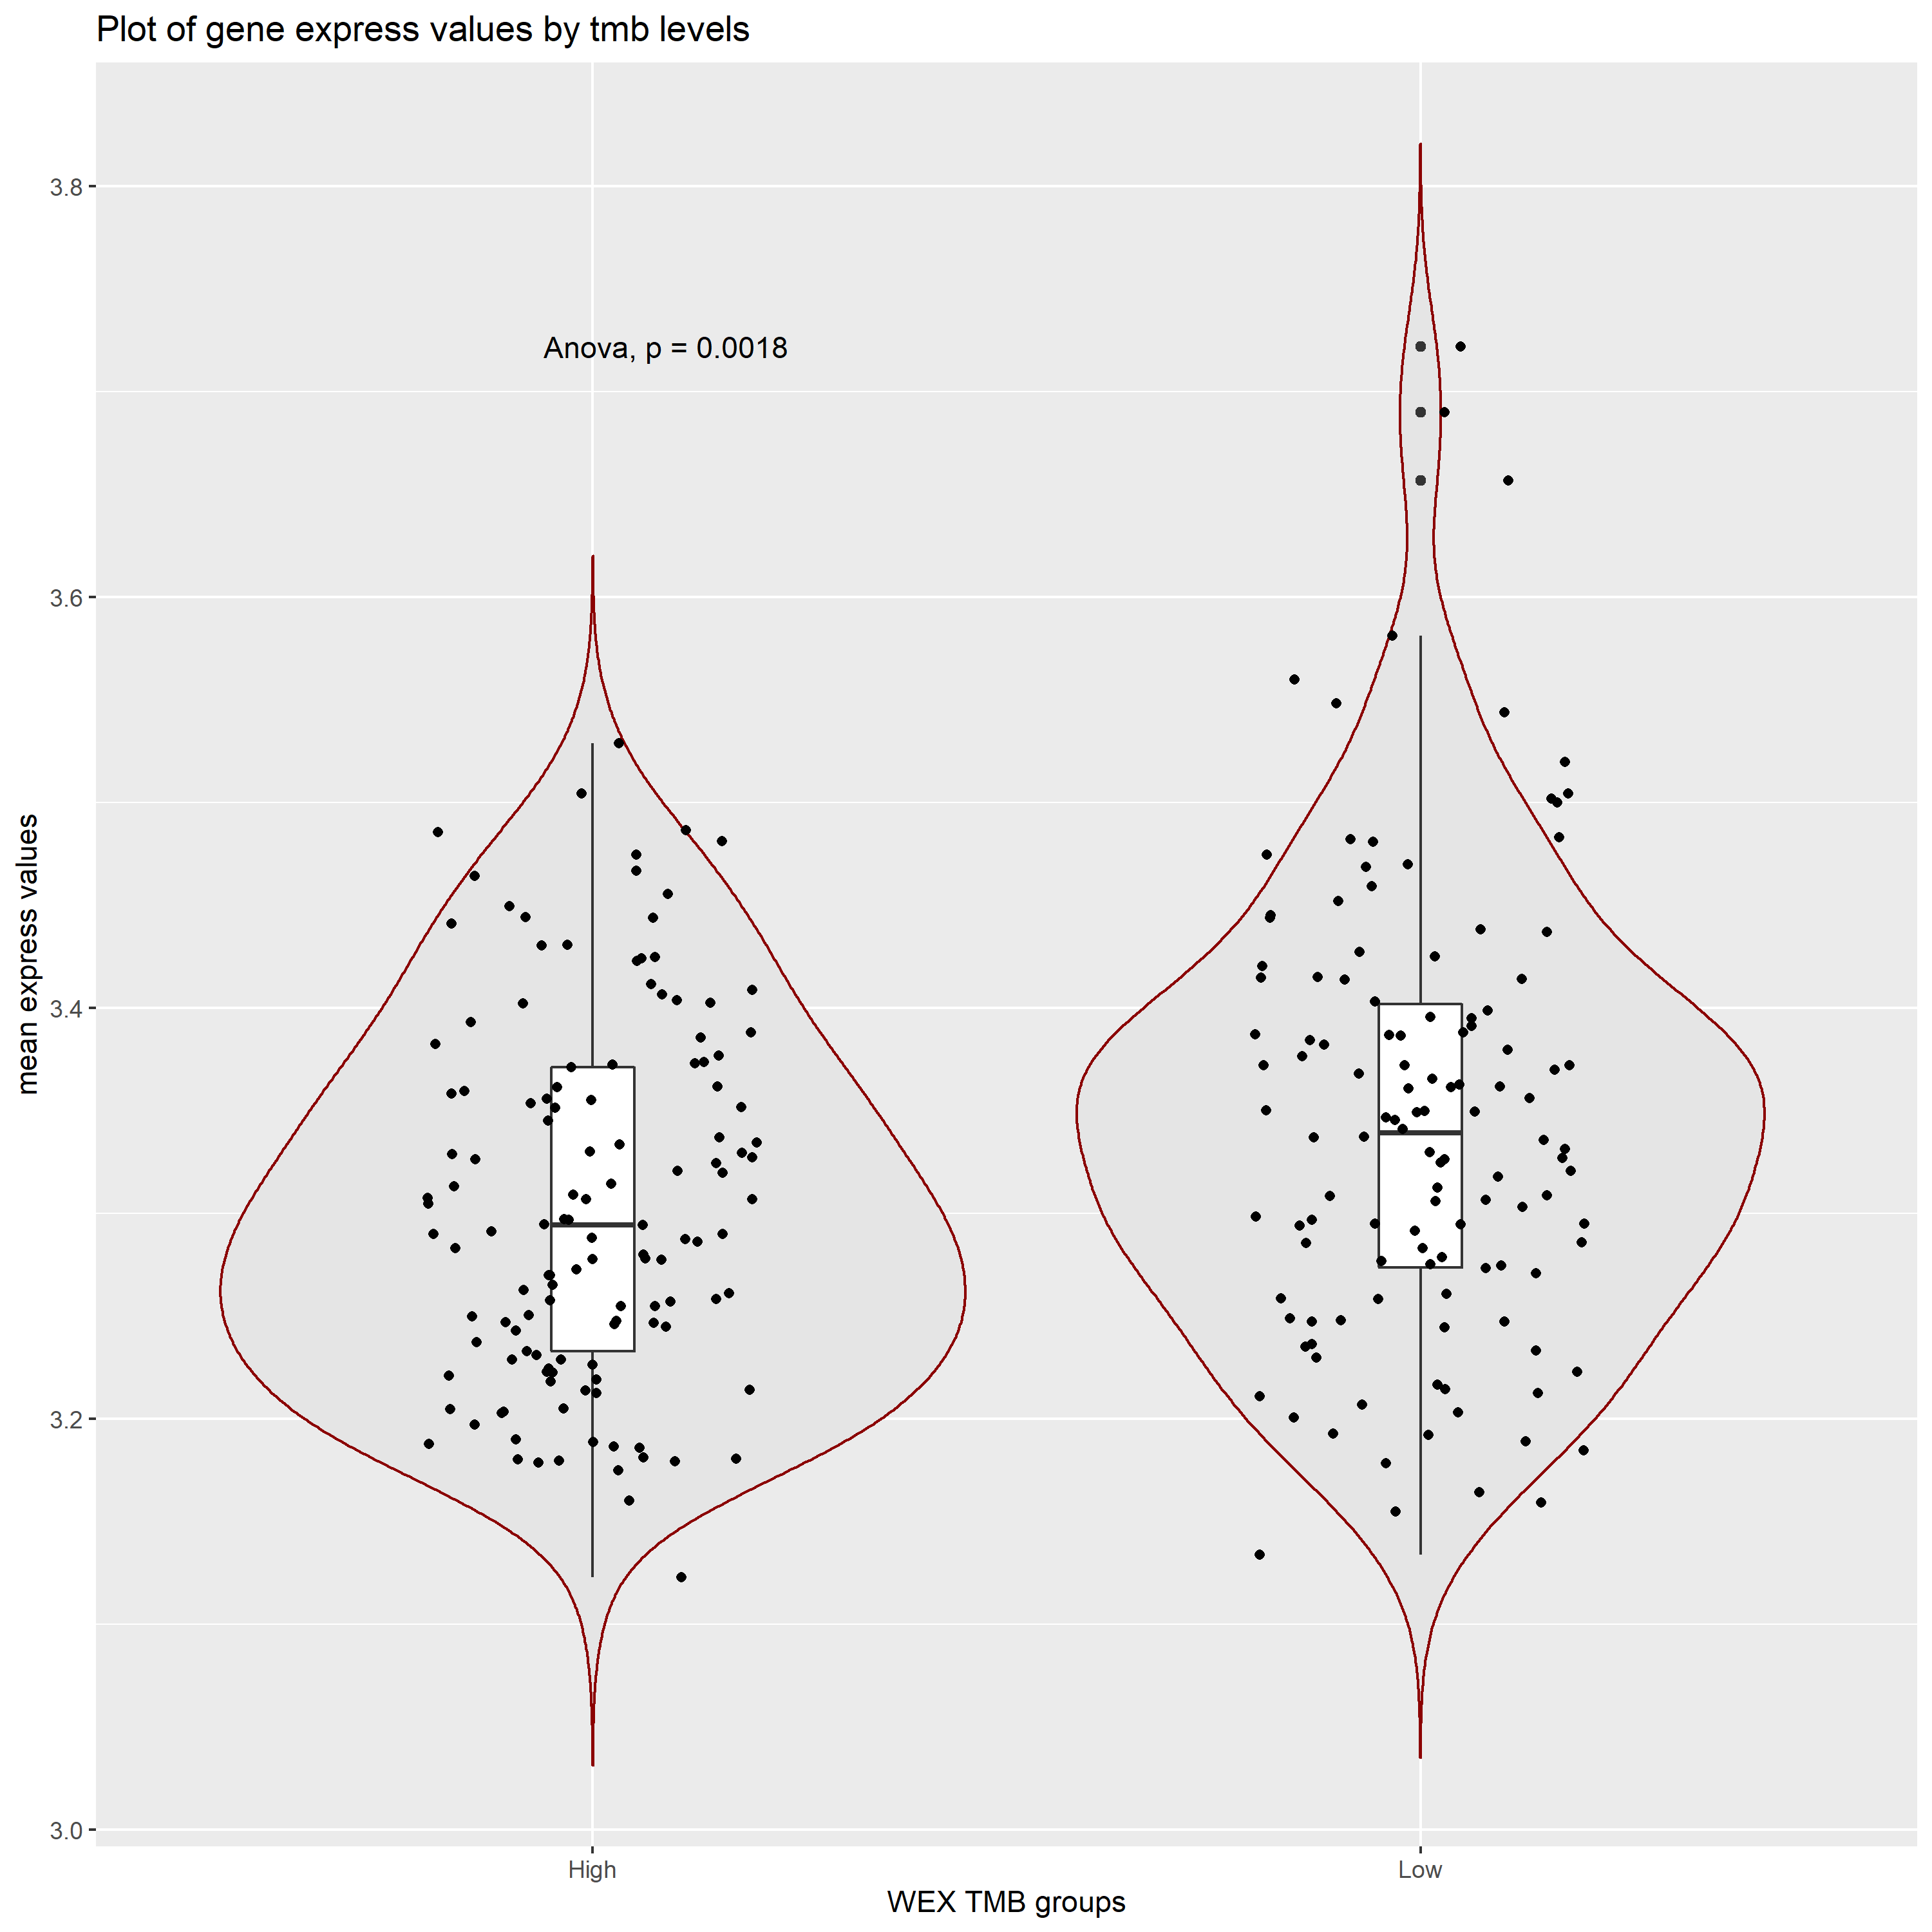 Plot of gene express values by tmb levels
Anova, p = 0.0018
mean express values
3.8
3.6
3.4
3.2
3.0
High
Low
WEX TMB groups